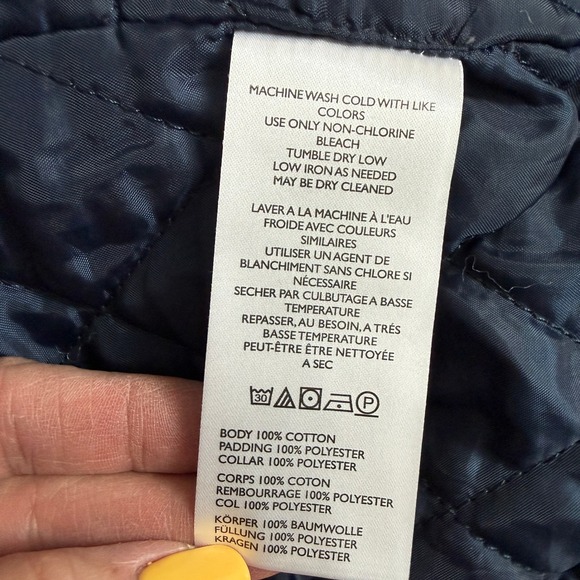 MACHINE WASH COLD WITH LIKE
COLORS
USE ONLY NON-CHLORINE
BLEACH
TUMBLE DRY LOW
LOW IRON AS NEEDED
MAY BE DRY CLEANED
LAVER A LA MACHINE À L'EAU
FROIDE AVEC COULEURS
SIMILAIRES
UTILISER UN AGENT DE
BLANCHIMENT SANS CHLORE SI
NÉCESSAIRE
SECHER PAR CULBUTAGE A BASSE
TEMPERATURE
REPASSER, AU BESOIN, A TRÉS
BASSE TEMPERATURE
PEUT-ÊTRE ÊTRE NETTOYÉE
A SEC
30 P
BODY 100% COTTON
PADDING 100% POLYESTER
COLLAR 100% POLYESTER
CORPS 100% COTON
REMBOURRAGE 100% POLYESTER
COL 100% POLYESTER
KÖRPER 100% BAUMWOLLE
FÜLLUNG 100% POLYESTER
KRAGEN 100% POLYESTER